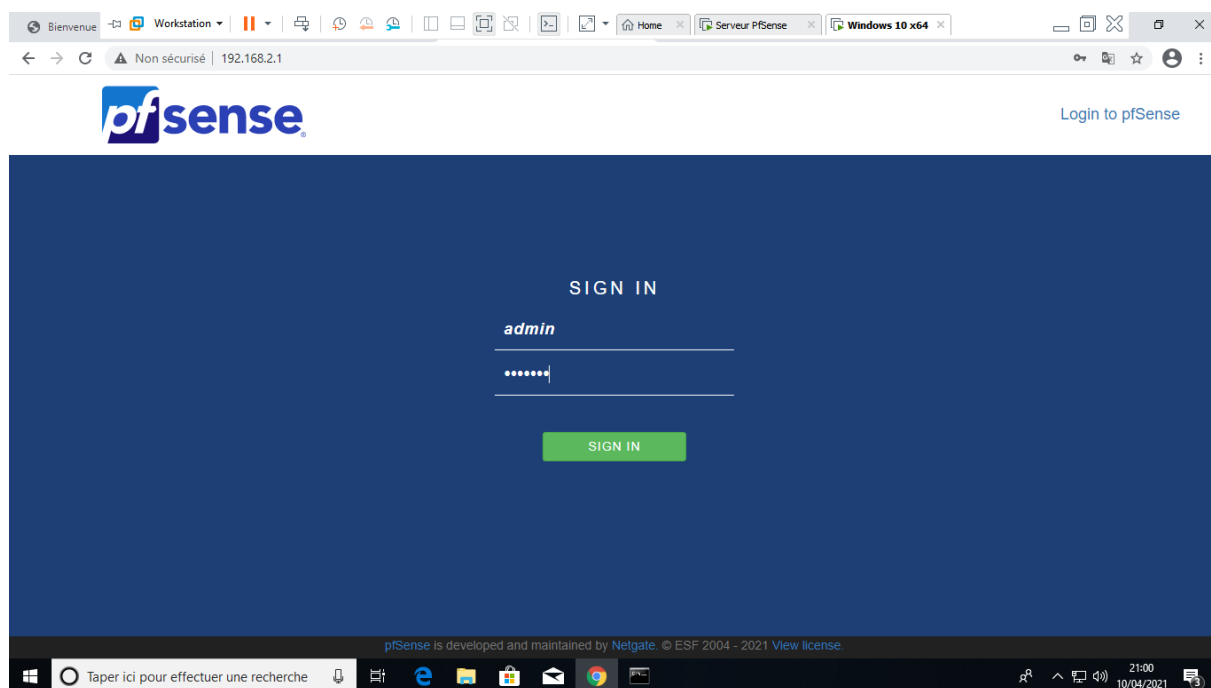 Bienvenue Workstation Home Serveur PfSense Windows 10 x64
Non sécurisé 192.168.2.1
pfsense Login to pfSense
SIGN IN
admin
•••••••
SIGN IN
pfSense is developed and maintained by Netgate. © ESF 2004 - 2021 View license.
Taper ici pour effectuer une recherche 21:00
10/04/2021 3